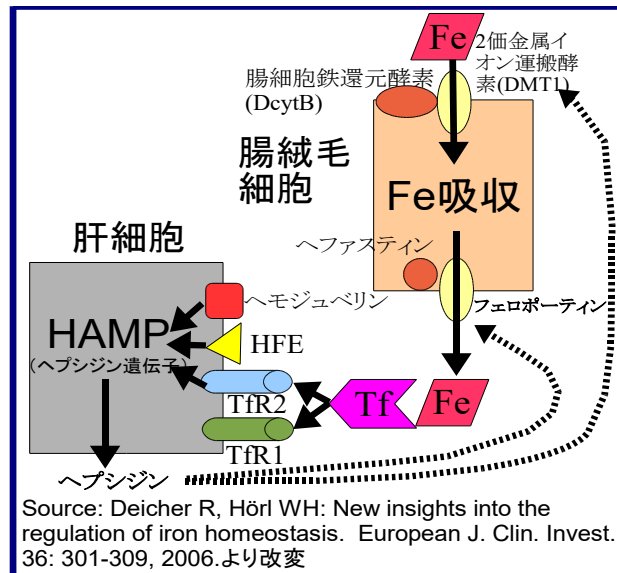 Fe
2価金属イ
オン運搬酵
素(DMT1)
腸細胞鉄還元酵素
(DcytB)
腸絨毛
細胞
Fe吸収
肝細胞
ヘファスティン
ヘモジュベリン
フェロポーティン
HAMP
HFE
(ヘプシジン遺伝子)
TfR2
Tf
Fe
TfR1
ヘプシジン
Source: Deicher R, Hörl WH: New insights into the
regulation of iron homeostasis. European J. Clin. Invest.
36: 301-309, 2006.より改変